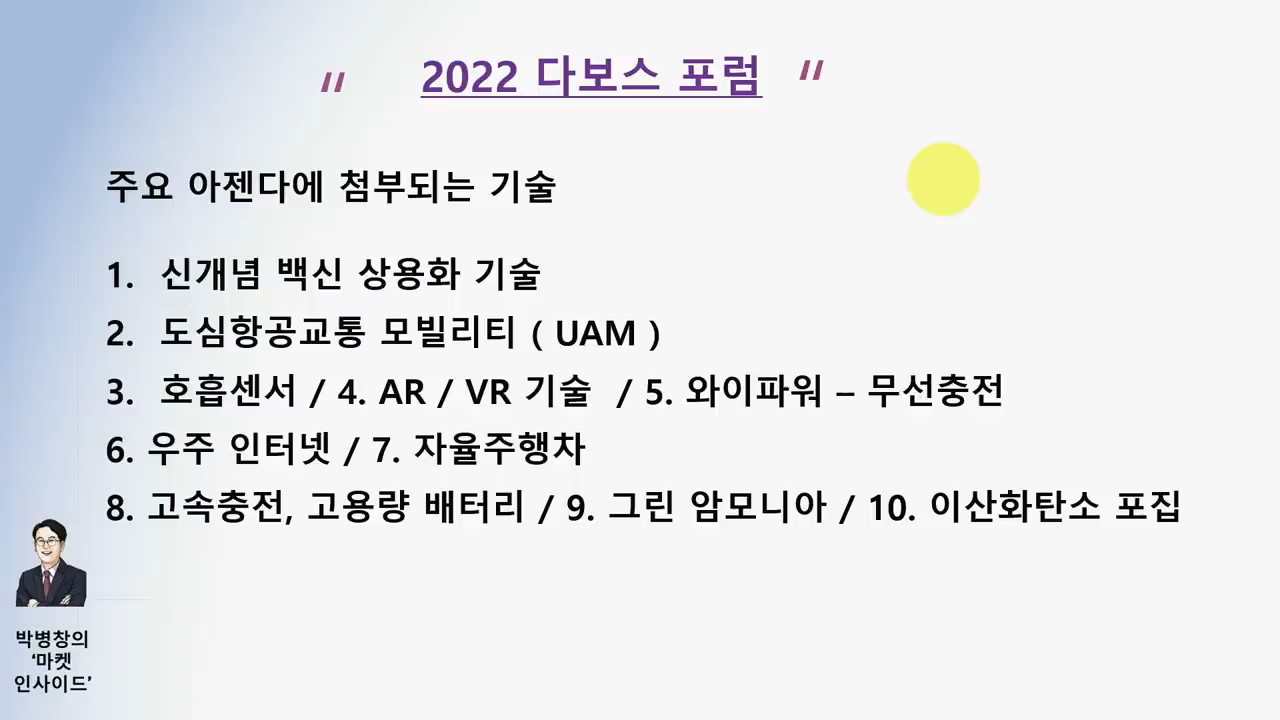 " 2022 다보스 포럼 "
주요 아젠다에 첨부되는 기술
1. 신개념 백신 상용화 기술
2. 도심항공교통 모빌리티 ( UAM )
3. 호흡센서 / 4. AR / VR 기술 / 5. 와이파워 – 무선충전
6. 우주 인터넷 / 7. 자율주행차
8. 고속충전, 고용량 배터리 / 9. 그린 암모니아 / 10. 이산화탄소 포집
박병창의
‘마켓
인사이드’